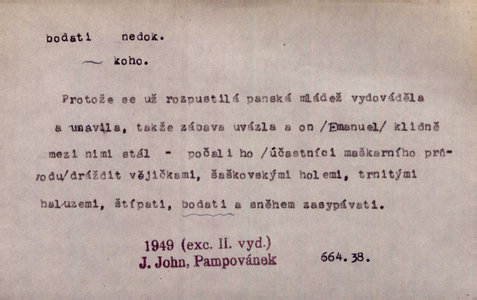 bodati nedok.
~ koho.
Protože se už rozpustilá panská mládež vydováděla
a unavila, takže zábava uvázla a on /Emanuel/ klidně
mezi nimi stál - počali ho /účastníci maškarního prů-
vodu/dráždit vějičkami, šaškovskými holemi, trnitými
haluzemi, štípati, bodati a sněhem zasypávati.
1949 (exc. II. vyd.)
J. John, Pampovánek
664.38.